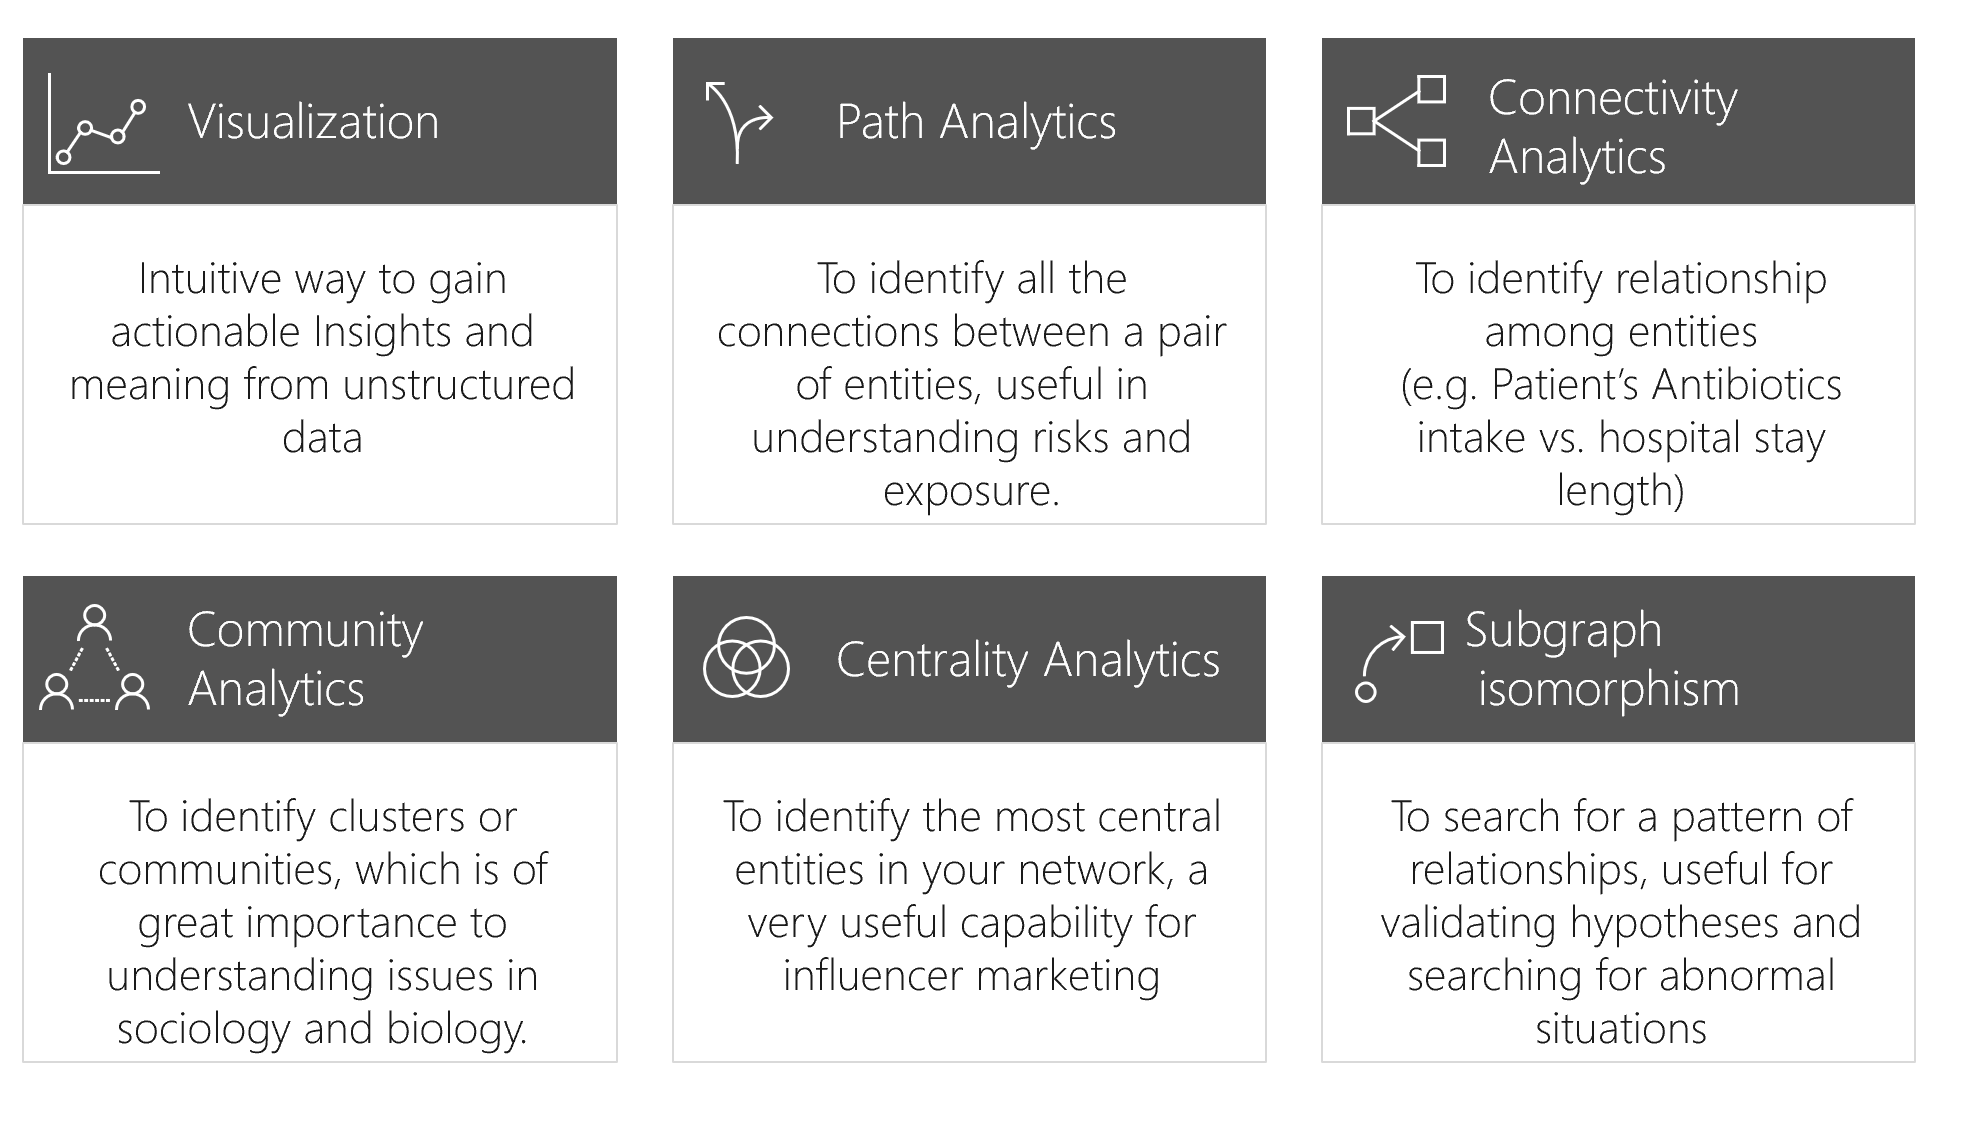 Visualization
Intuitive way to gain
actionable Insights and
meaning from unstructured
data
Path Analytics
To identify all the
connections between a pair
of entities, useful in
understanding risks and
exposure.
Connectivity
Analytics
To identify relationship
among entities
(e.g. Patient’s Antibiotics
intake vs. hospital stay
length)
Community
Analytics
To identify clusters or
communities, which is of
great importance to
understanding issues in
sociology and biology.
Centrality Analytics
To identify the most central
entities in your network, a
very useful capability for
influencer marketing
Subgraph
isomorphism
To search for a pattern of
relationships, useful for
validating hypotheses and
searching for abnormal
situations